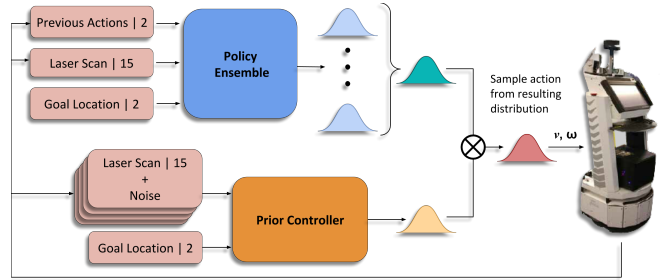 Previous Actions | 2
Laser Scan | 15
Goal Location | 2
Policy
Ensemble
Sample action
from resulting
distribution
v, ω
Laser Scan | 15
+
Noise
Goal Location | 2
Prior Controller